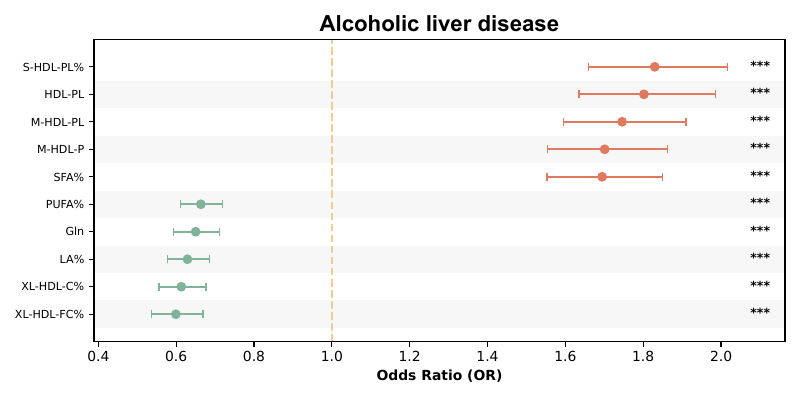 Alcoholic liver disease
S-HDL-PL% ***
HDL-PL ***
M-HDL-PL ***
M-HDL-P ***
SFA% ***
PUFA% ***
Gln ***
LA% ***
XL-HDL-C% ***
XL-HDL-FC% ***
0.4 0.6 0.8 1.0 1.2 1.4 1.6 1.8 2.0
Odds Ratio (OR)